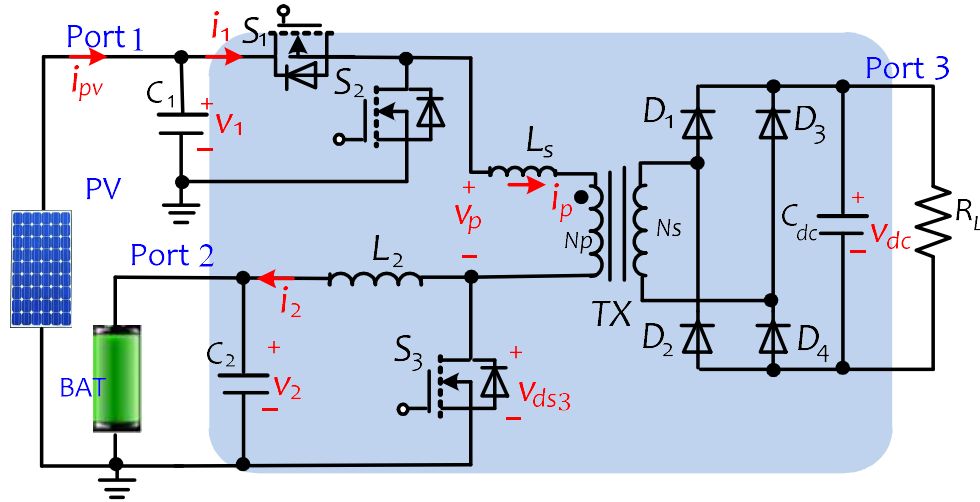 Port 1
i1
S1
ipv
C1
+
v1
−
S2
Port 3
D1
D3
Ls
PV
+
vp
−
ip
Np
Ns
Cdc
+
vdc
−
RL
Port 2
L2
i2
TX
D2
D4
BAT
C2
+
v2
−
S3
+
vds3
−